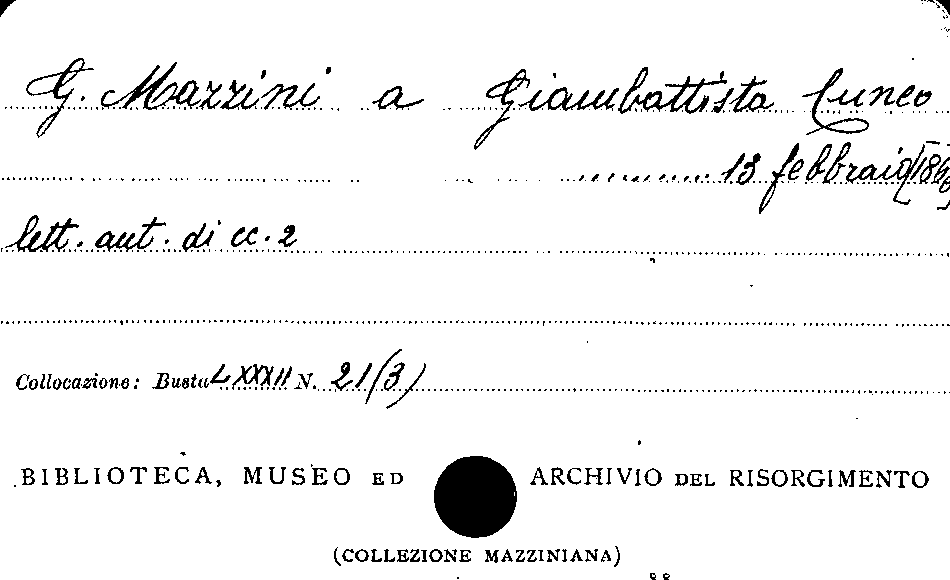 G. Mazzini a Giambattista Cuneo
13 febbraio
lett. aut. di cc. 2
Collocazione: Busta LXXXII N. 21(3)
BIBLIOTECA, MUSEO ED ARCHIVIO DEL RISORGIMENTO
(COLLEZIONE MAZZINIANA)